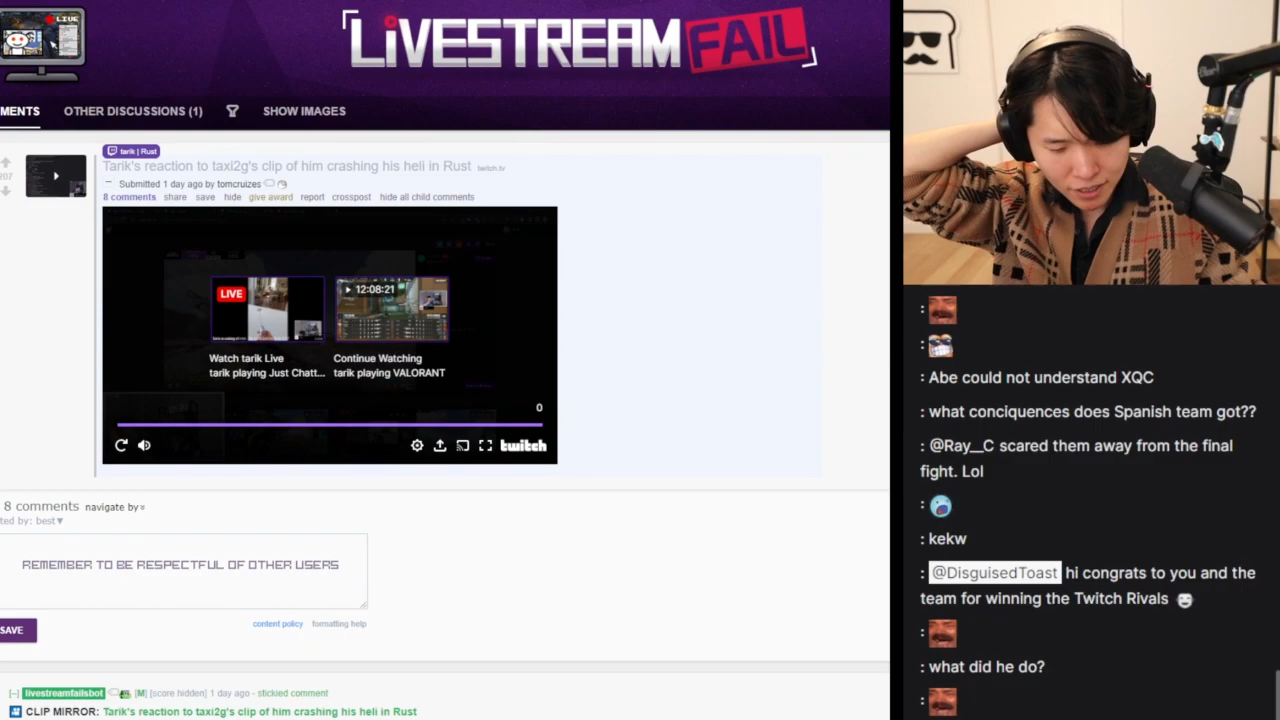 LIVE
LIVESTREAM FAIL
MENTS
OTHER DISCUSSIONS (1)
SHOW IMAGES
tarik | Rust
Tarik's reaction to taxi2g's clip of him crashing his heli in Rust twitch.tv
Submitted 1 day ago by tomcruizes
8 comments share save hide give award report crosspost hide all child comments
LIVE
12:08:21
Watch tarik Live
tarik playing Just Chatt...
Continue Watching
tarik playing VALORANT
0
twitch
8 comments navigate by
ted by: best▼
REMEMBER TO BE RESPECTFUL OF OTHER USERS
content policy formatting help
SAVE
[–] livestreamfailsbot [M] [score hidden] 1 day ago - stickied comment
CLIP MIRROR: Tarik's reaction to taxi2g's clip of him crashing his heli in Rust
:
:
: Abe could not understand XQC
: what conciquences does Spanish team got??
: @Ray__C scared them away from the final
fight. Lol
:
: kekw
: @DisguisedToast hi congrats to you and the
team for winning the Twitch Rivals
:
: what did he do?
: